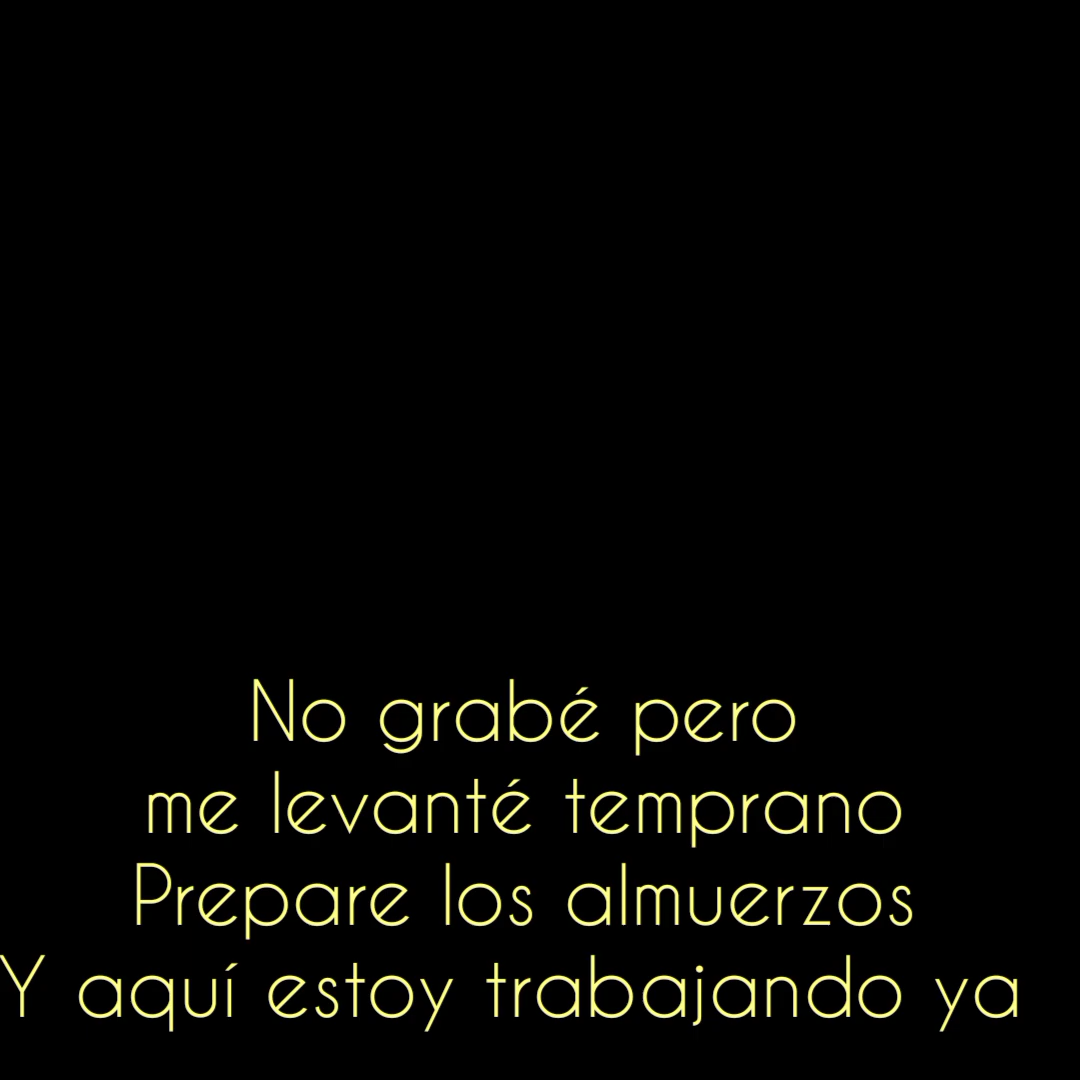 No grabé pero
me levanté temprano
Prepare los almuerzos
Y aquí estoy trabajando ya